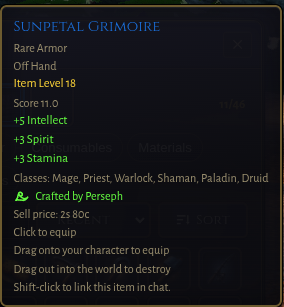 Sunpetal Grimoire
Rare Armor
Off Hand
Item Level 18
Score 11.0
+5 Intellect
+3 Spirit
+3 Stamina
Classes: Mage, Priest, Warlock, Shaman, Paladin, Druid
Crafted by Perseph
Sell price: 2s 80c
Click to equip
Drag onto your character to equip
Drag out into the world to destroy
Shift-click to link this item in chat.